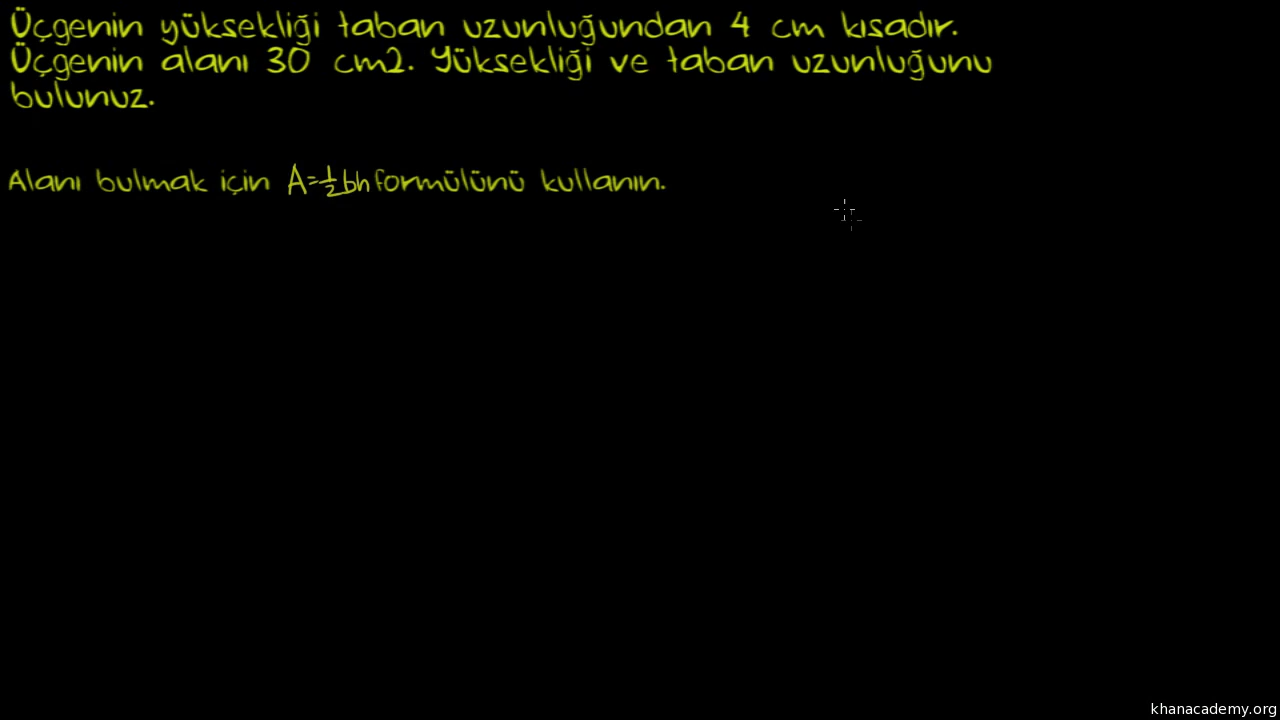 Üçgenin yüksekliği taban uzunluğundan 4 cm kısadır.
Üçgenin alanı 30 cm2. Yüksekliği ve taban uzunluğunu
bulunuz.
Alanı bulmak için A=½bh formülünü kullanın.
khanacademy.org